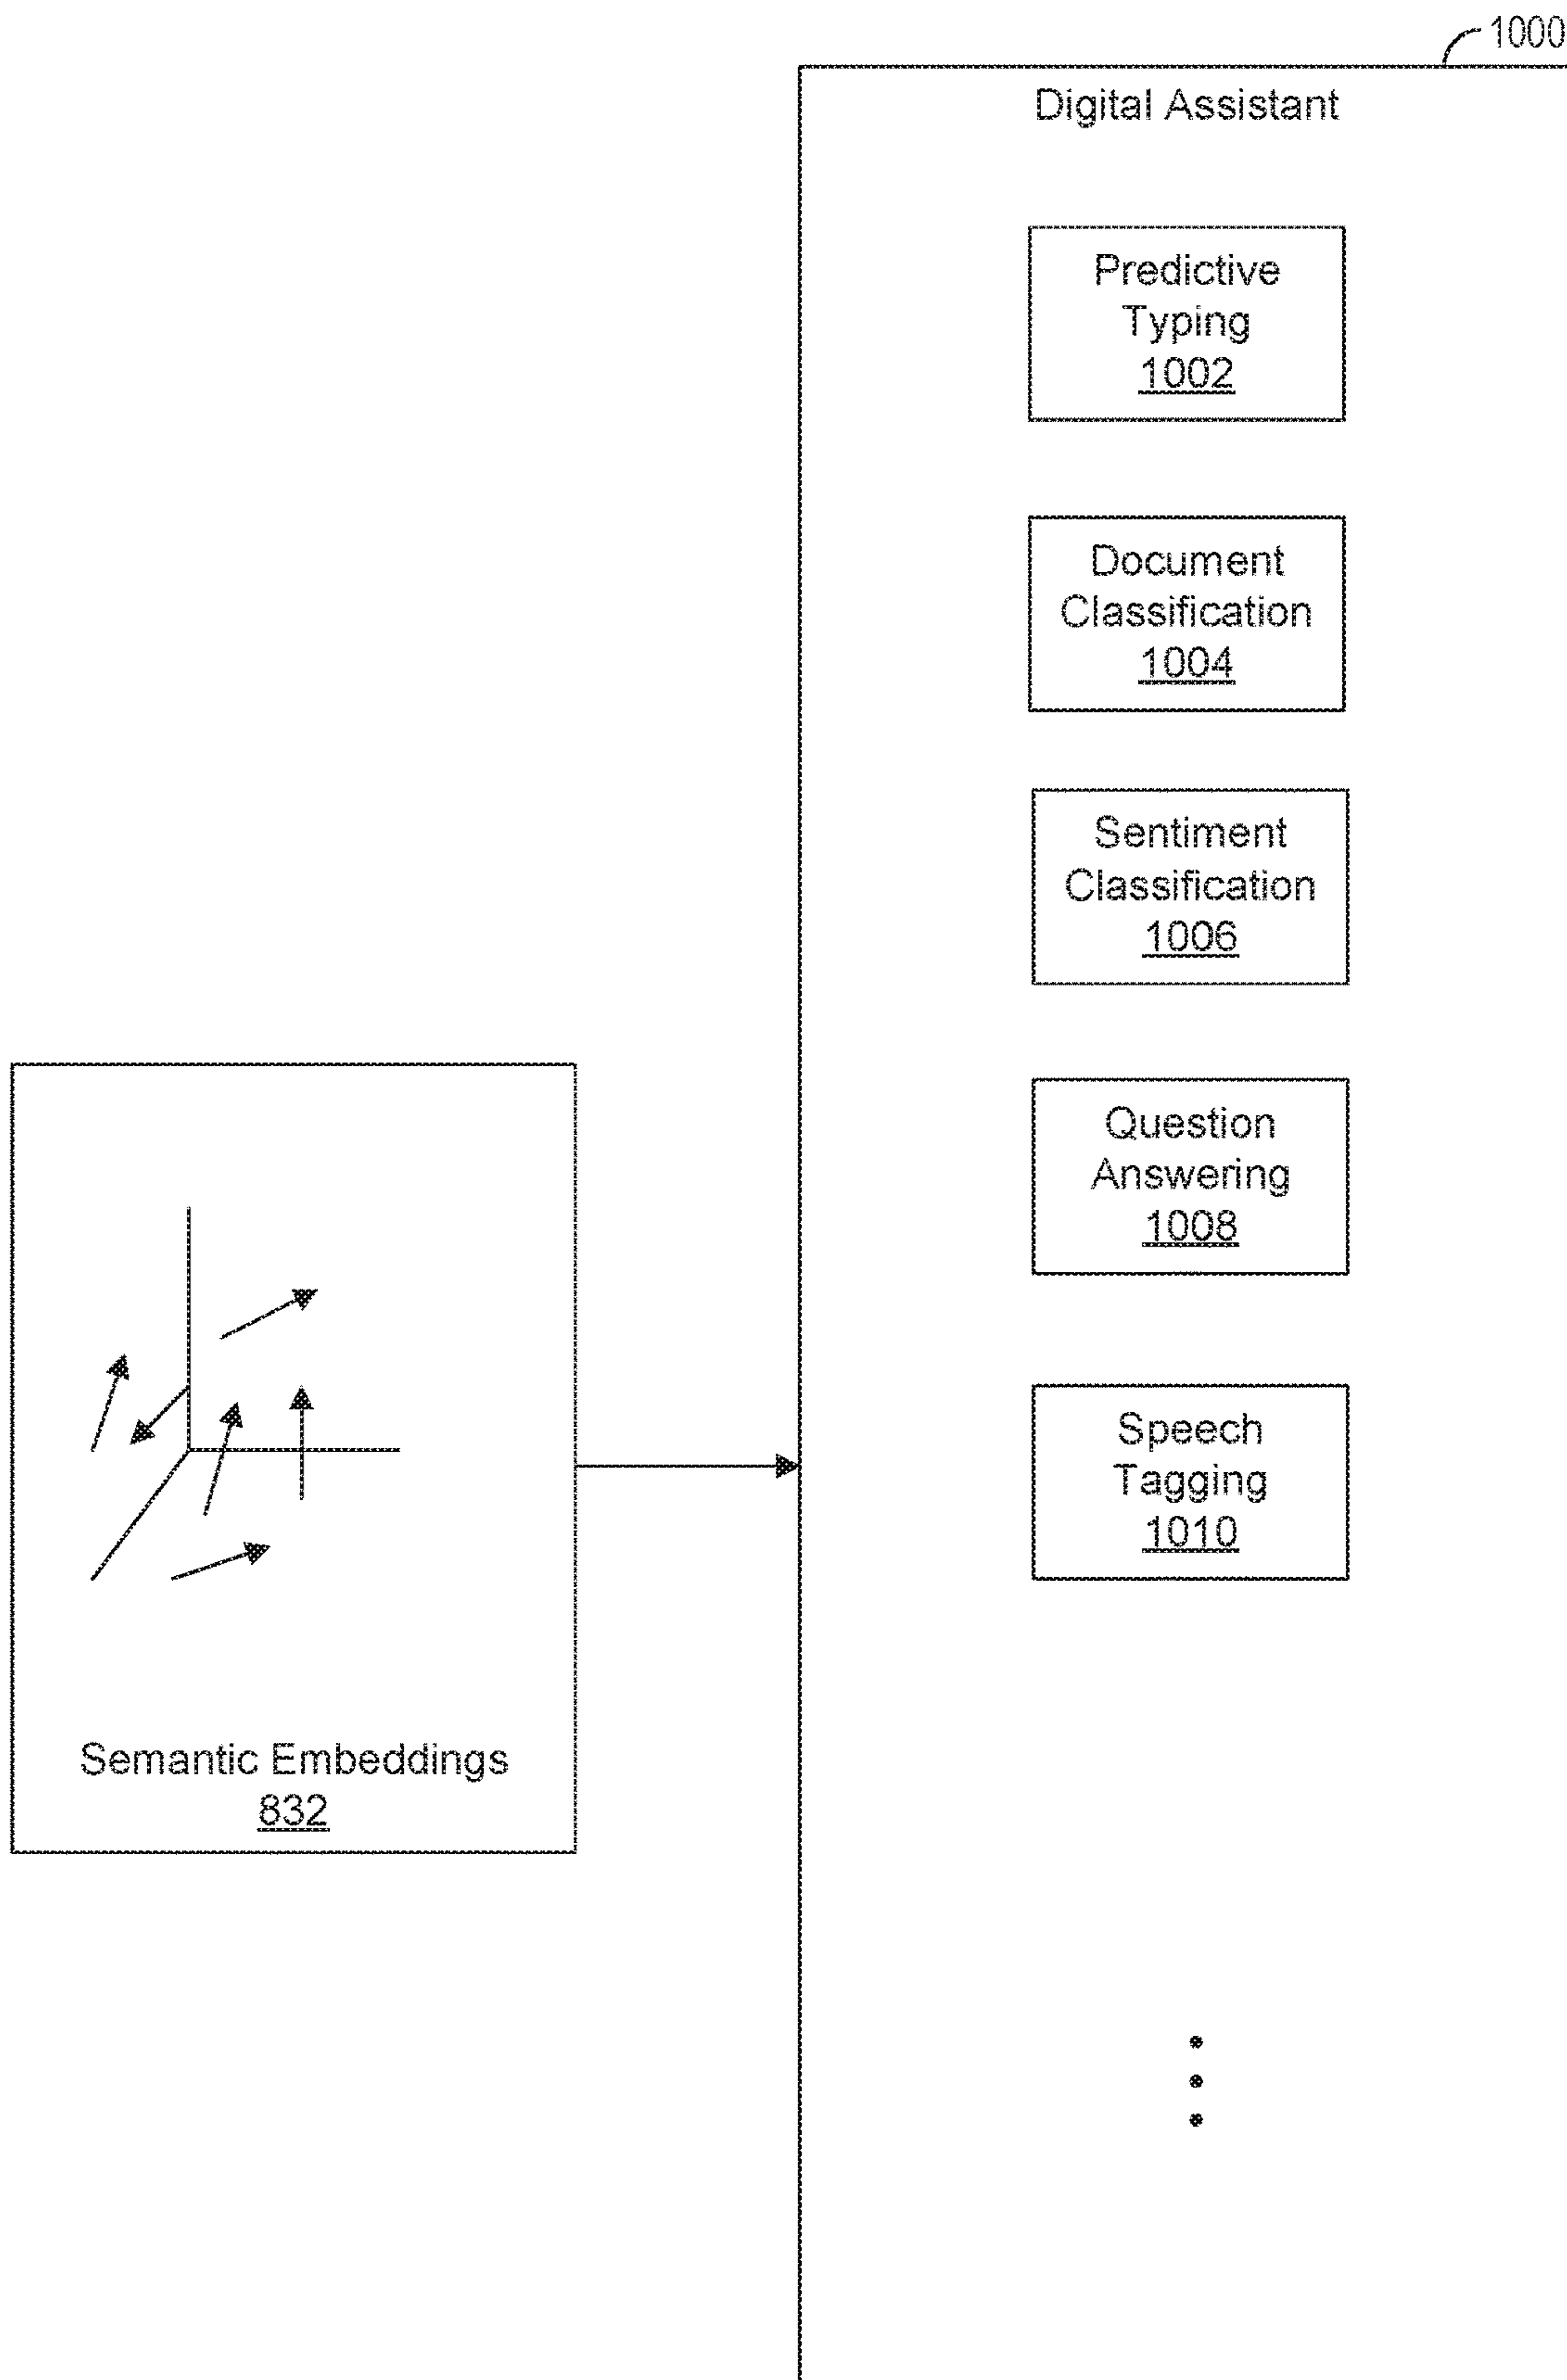 1000
Digital Assistant
Predictive
Typing
1002
Document
Classification
1004
Sentiment
Classification
1006
Question
Answering
1008
Speech
Tagging
1010
Semantic Embeddings
832